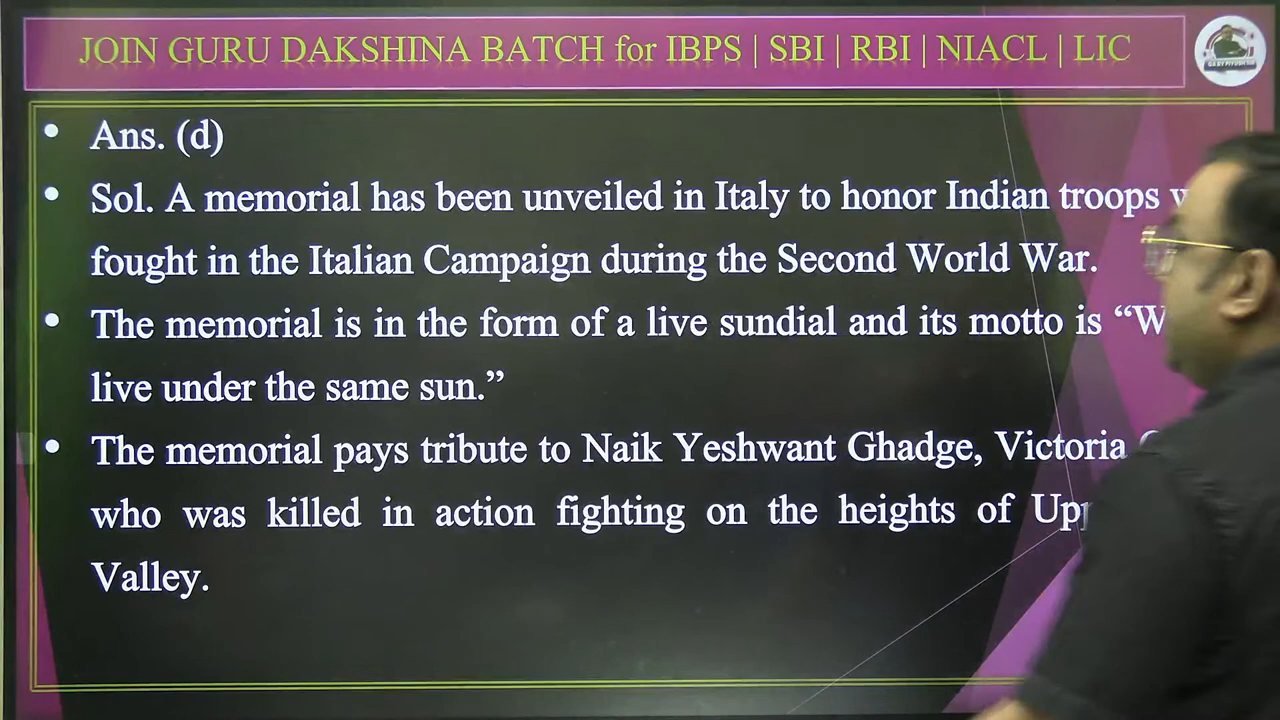 JOIN GURU DAKSHINA BATCH for IBPS | SBI | RBI | NIACL | LIC
• Ans. (d)
• Sol. A memorial has been unveiled in Italy to honor Indian troops
fought in the Italian Campaign during the Second World War.
• The memorial is in the form of a live sundial and its motto is “
live under the same sun.”
• The memorial pays tribute to Naik Yeshwant Ghadge, Victoria
who was killed in action fighting on the heights of
Valley.